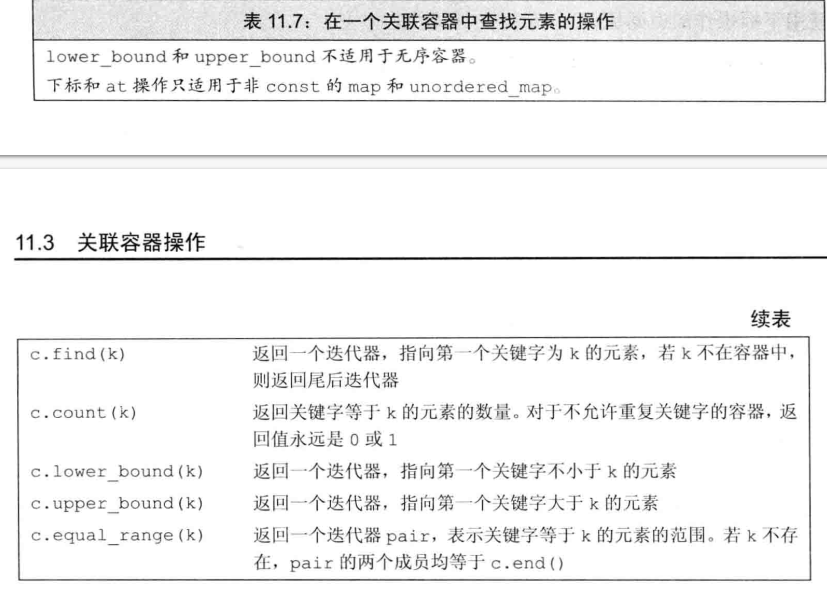 表 11.7：在一个关联容器中查找元素的操作
lower_bound 和 upper_bound 不适用于无序容器。
下标和 at 操作只适用于非 const 的 map 和 unordered_map。
11.3 关联容器操作
续表
c.find(k) 返回一个迭代器，指向第一个关键字为 k 的元素，若 k 不在容器中，
则返回尾后迭代器
c.count(k) 返回关键字等于 k 的元素的数量。对于不允许重复关键字的容器，返
回值永远是 0 或 1
c.lower_bound(k) 返回一个迭代器，指向第一个关键字不小于 k 的元素
c.upper_bound(k) 返回一个迭代器，指向第一个关键字大于 k 的元素
c.equal_range(k) 返回一个迭代器 pair，表示关键字等于 k 的元素的范围。若 k 不存
在，pair 的两个成员均等于 c.end()